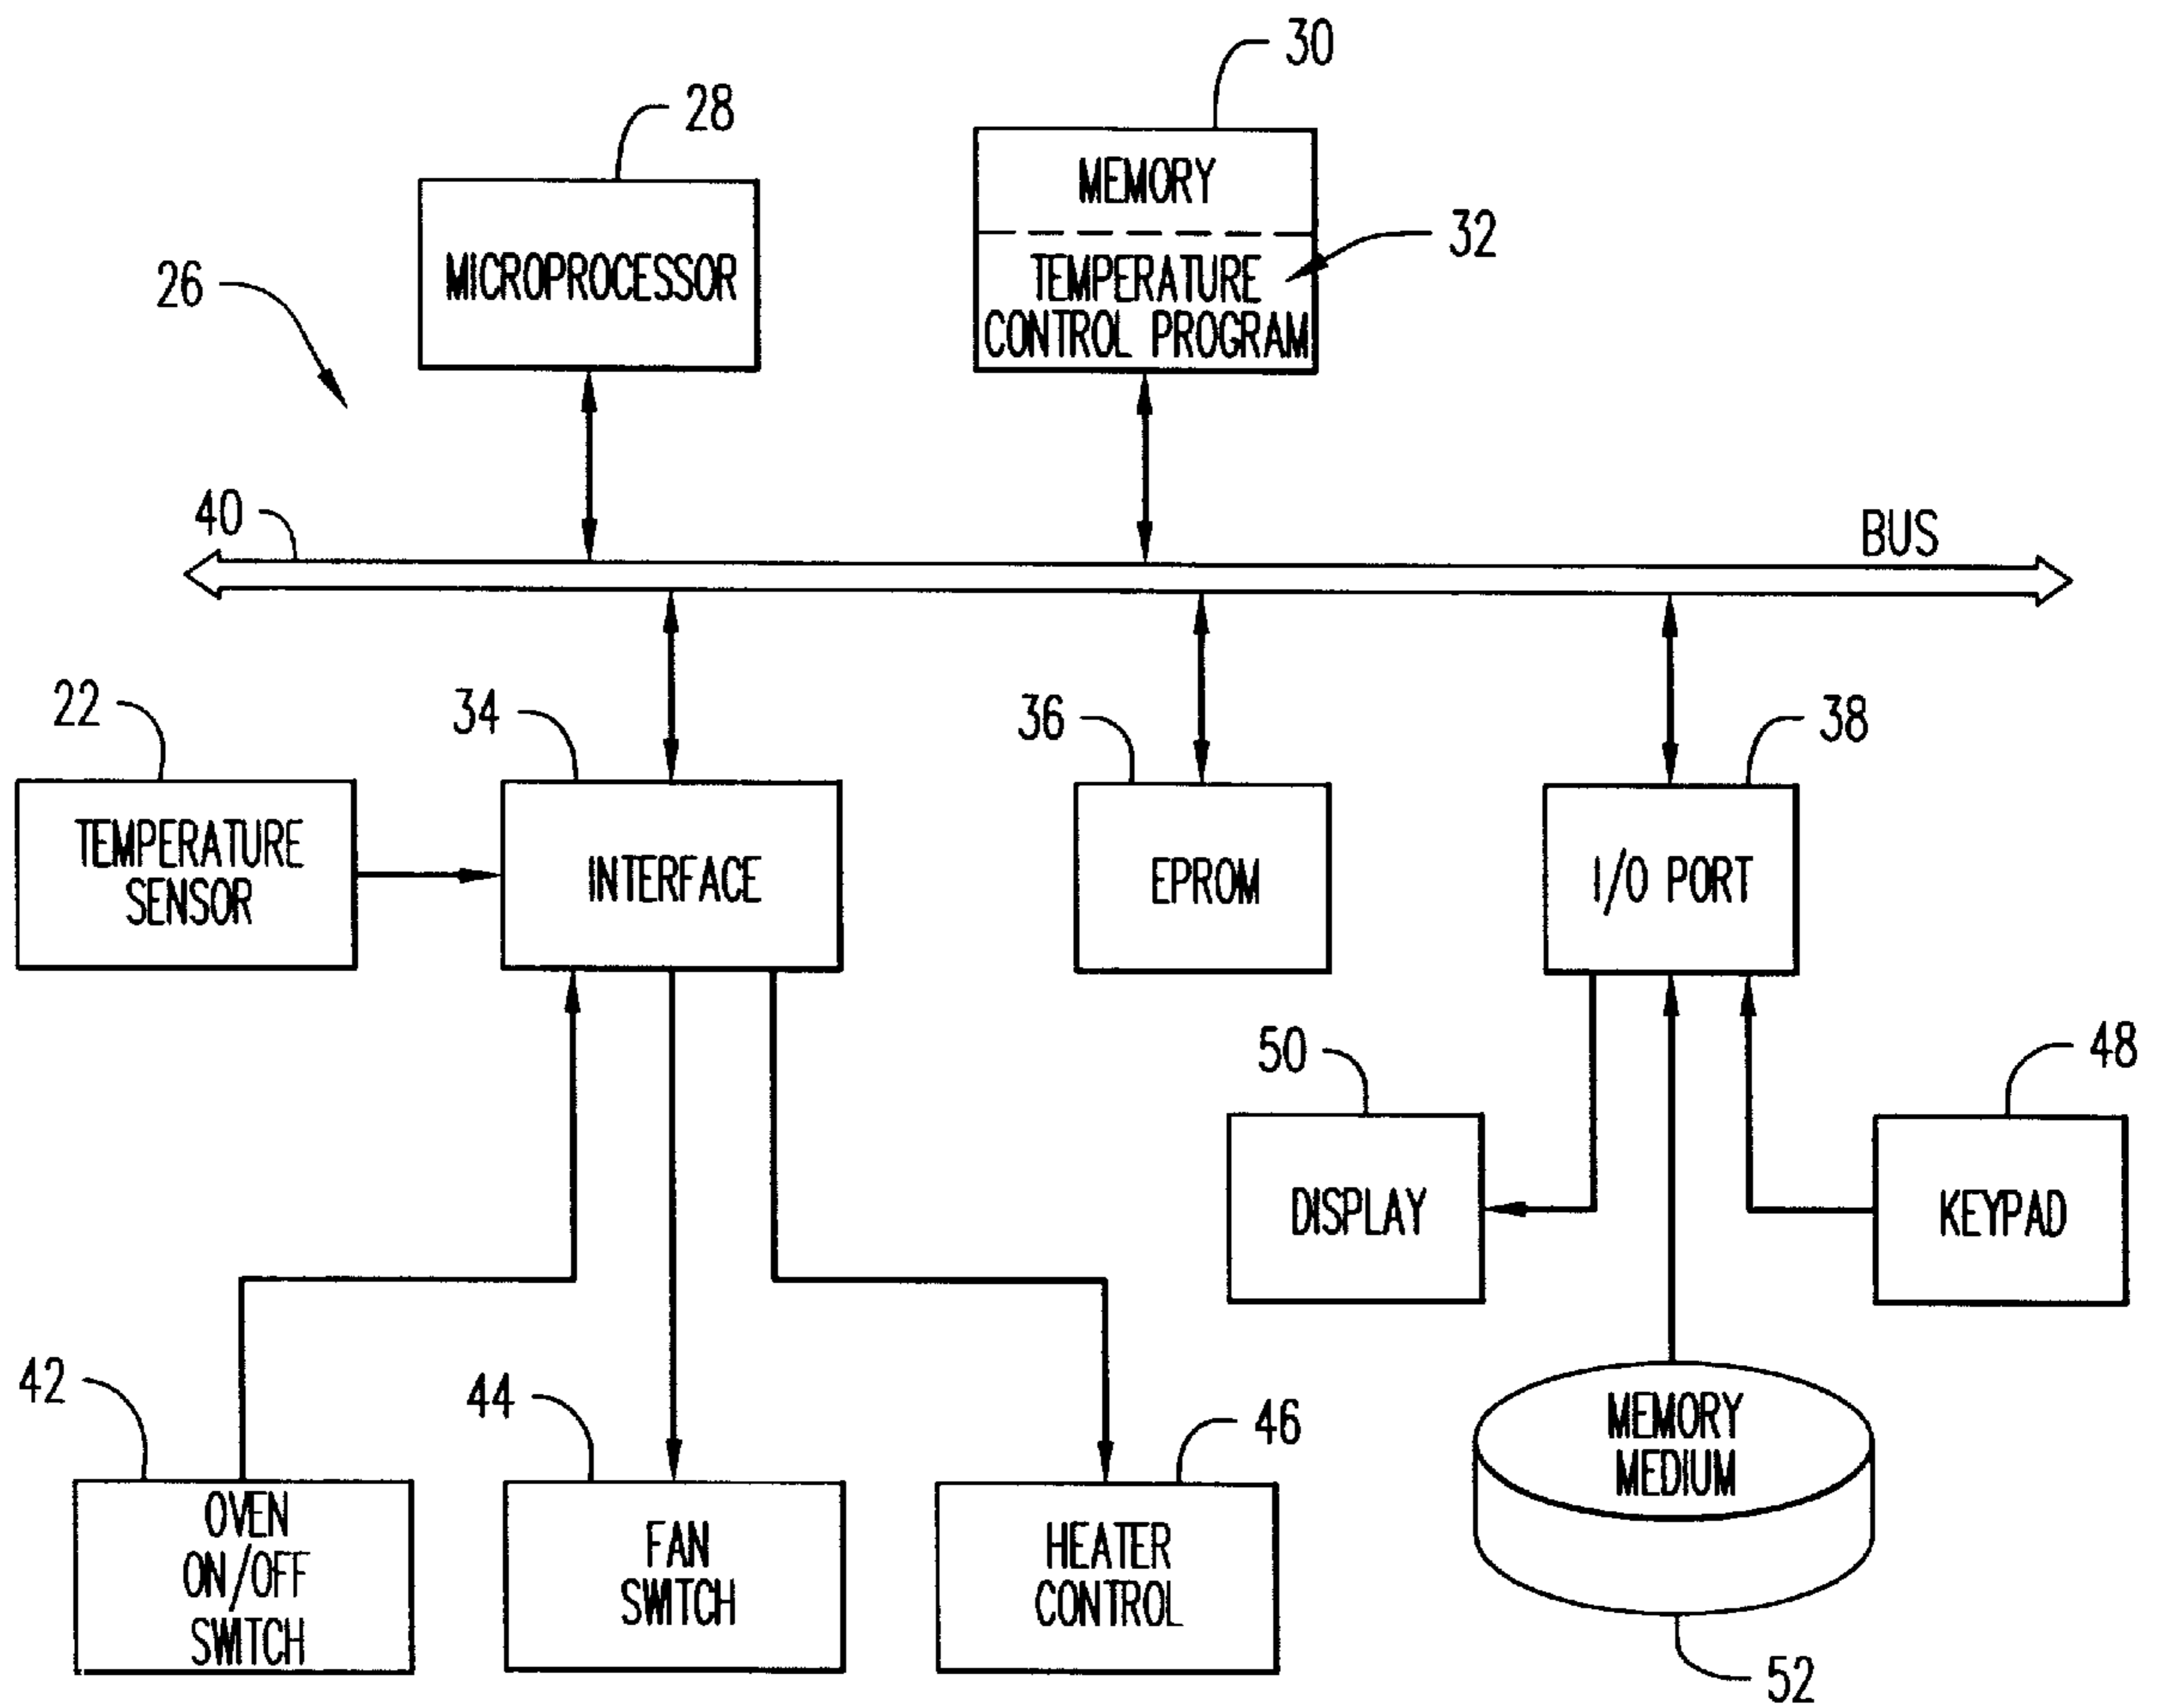 30
28
MEMORY
32
MICROPROCESSOR
TEMPERATURE
CONTROL PROGRAM
26
40
BUS
22
34
36
38
TEMPERATURE
SENSOR
INTERFACE
EPROM
I/O PORT
50
48
DISPLAY
KEYPAD
42
44
46
MEMORY
MEDIUM
OVEN
ON/OFF
SWITCH
FAN
SWITCH
HEATER
CONTROL
52